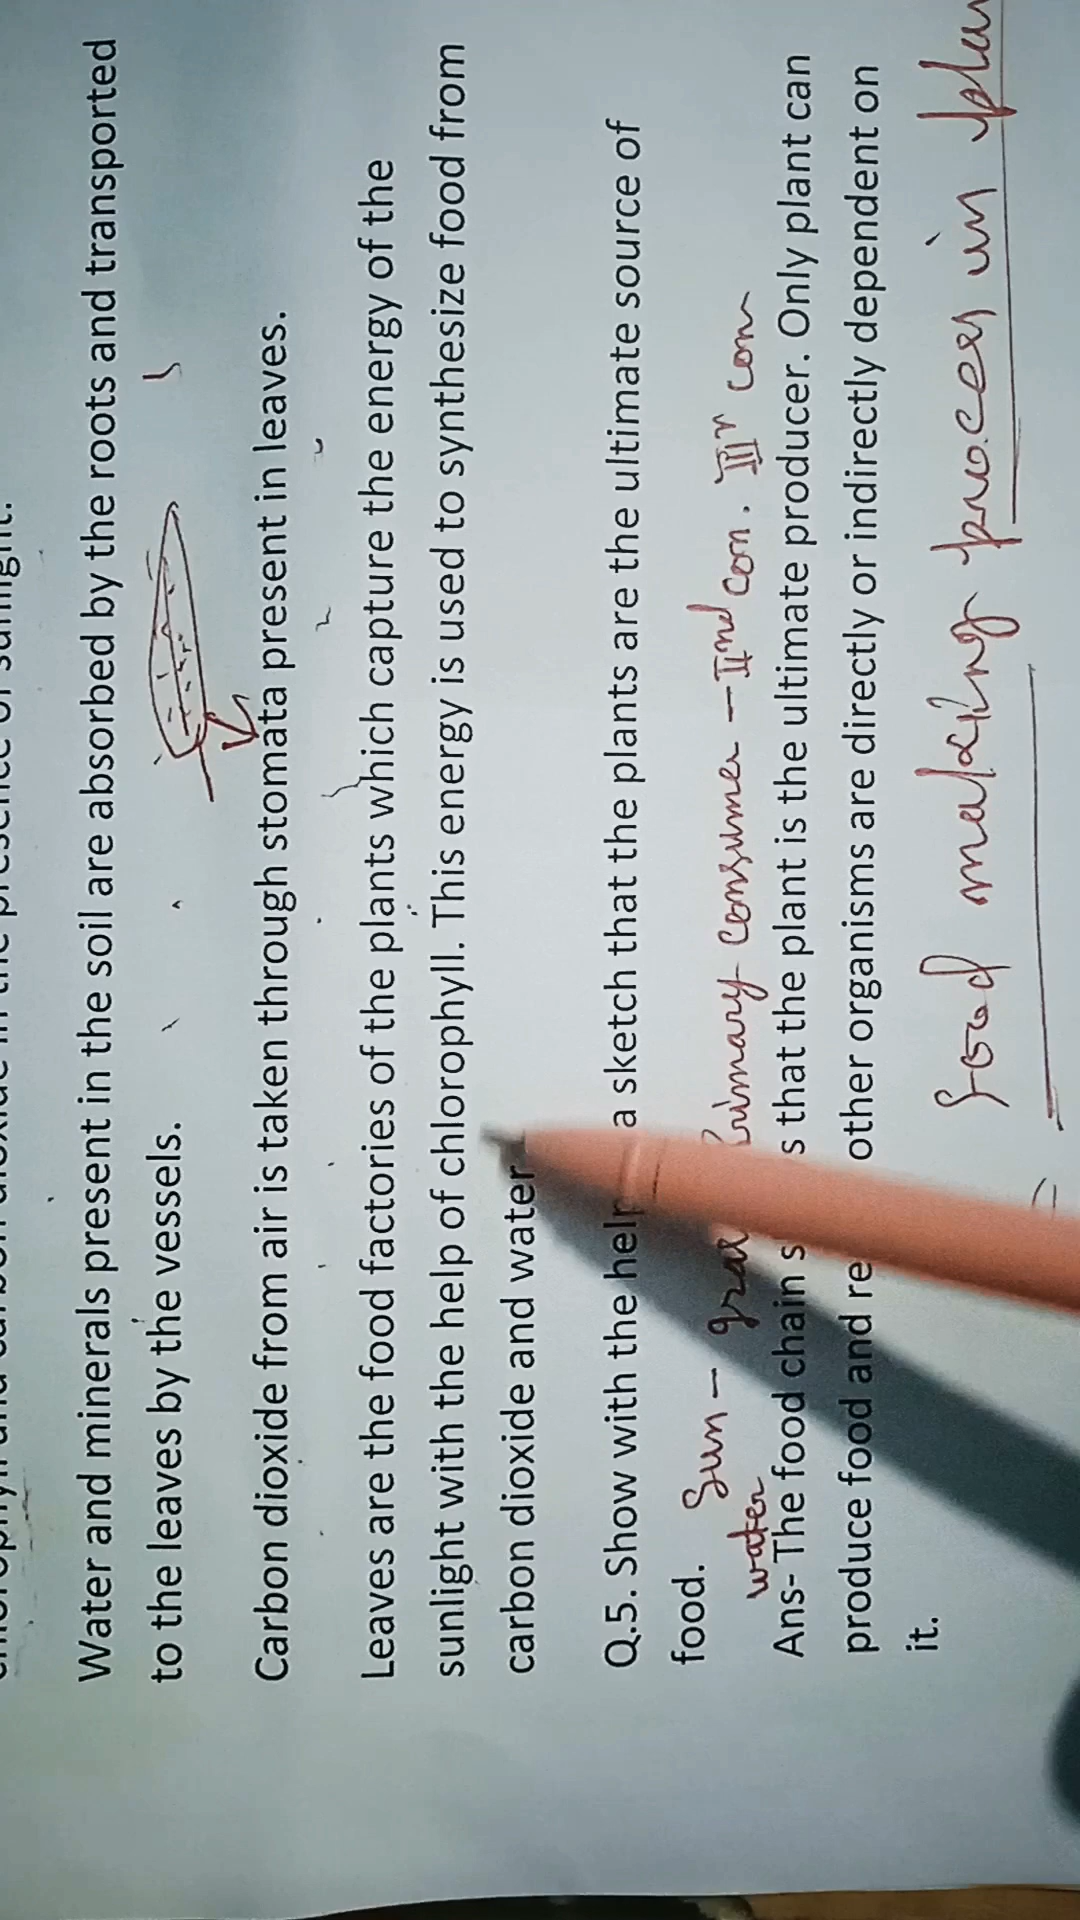 Water and minerals present in the soil are absorbed by the roots and transported
to the leaves by the vessels.
Carbon dioxide from air is taken through stomata present in leaves.
Leaves are the food factories of the plants which capture the energy of the
sunlight with the help of chlorophyll. This energy is used to synthesize food from
carbon dioxide and water
Q.5. Show with the help a sketch that the plants are the ultimate source of
food.
Sun - Primary consumer - IInd con. IIIr con
water
Ans- The food chain s s that the plant is the ultimate producer. Only plant can
produce food and re other organisms are directly or indirectly dependent on
it.
food making process in plan